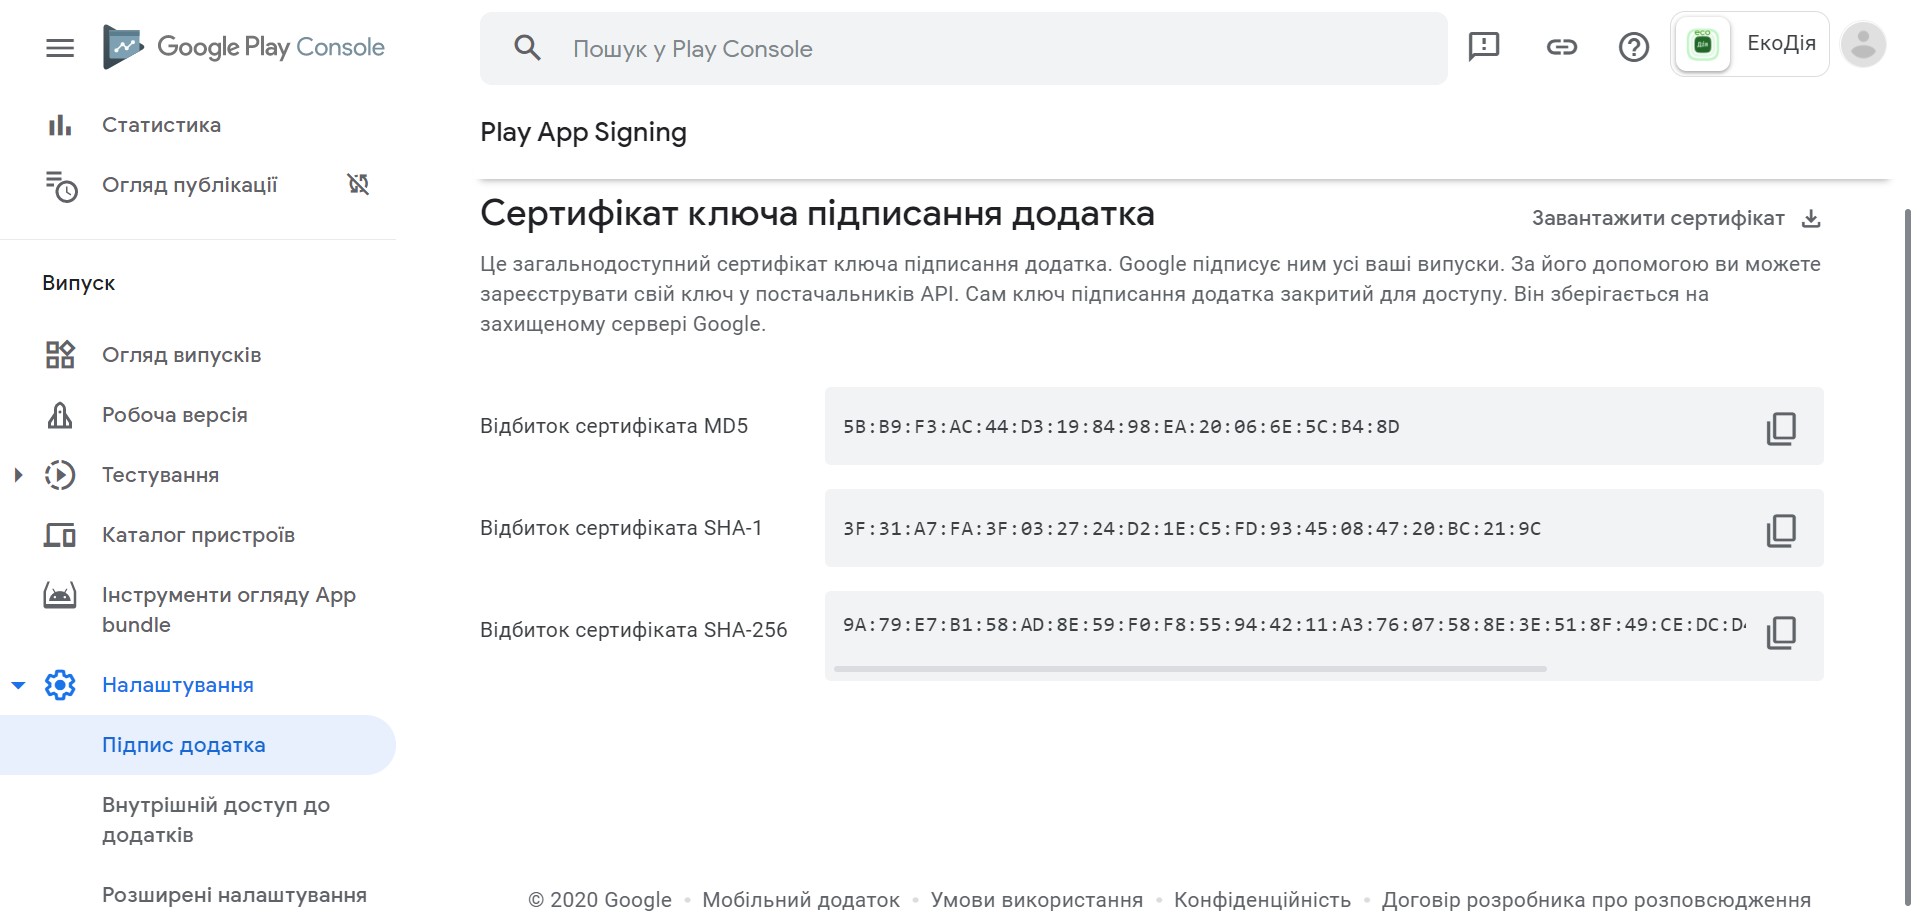 Google Play Console
Пошук у Play Console
eco
Дія
ЕкоДія
Статистика
Огляд публікації
Випуск
Огляд випусків
Робоча версія
Тестування
Каталог пристроїв
Інструменти огляду App
bundle
Налаштування
Підпис додатка
Внутрішній доступ до
додатків
Розширені налаштування
Play App Signing
Сертифікат ключа підписання додатка
Завантажити сертифікат
Це загальнодоступний сертифікат ключа підписання додатка. Google підписує ним усі ваші випуски. За його допомогою ви можете
зареєструвати свій ключ у постачальників API. Сам ключ підписання додатка закритий для доступу. Він зберігається на
захищеному сервері Google.
Відбиток сертифіката MD5
5B:B9:F3:AC:44:D3:19:84:98:EA:20:06:6E:5C:B4:8D
Відбиток сертифіката SHA-1
3F:31:A7:FA:3F:03:27:24:D2:1E:C5:FD:93:45:08:47:20:BC:21:9C
Відбиток сертифіката SHA-256
9A:79:E7:B1:58:AD:8E:59:F0:F8:55:94:42:11:A3:76:07:58:8E:3E:51:8F:49:CE:DC:D4
© 2020 Google • Мобільний додаток • Умови використання • Конфіденційність • Договір розробника про розповсюдження